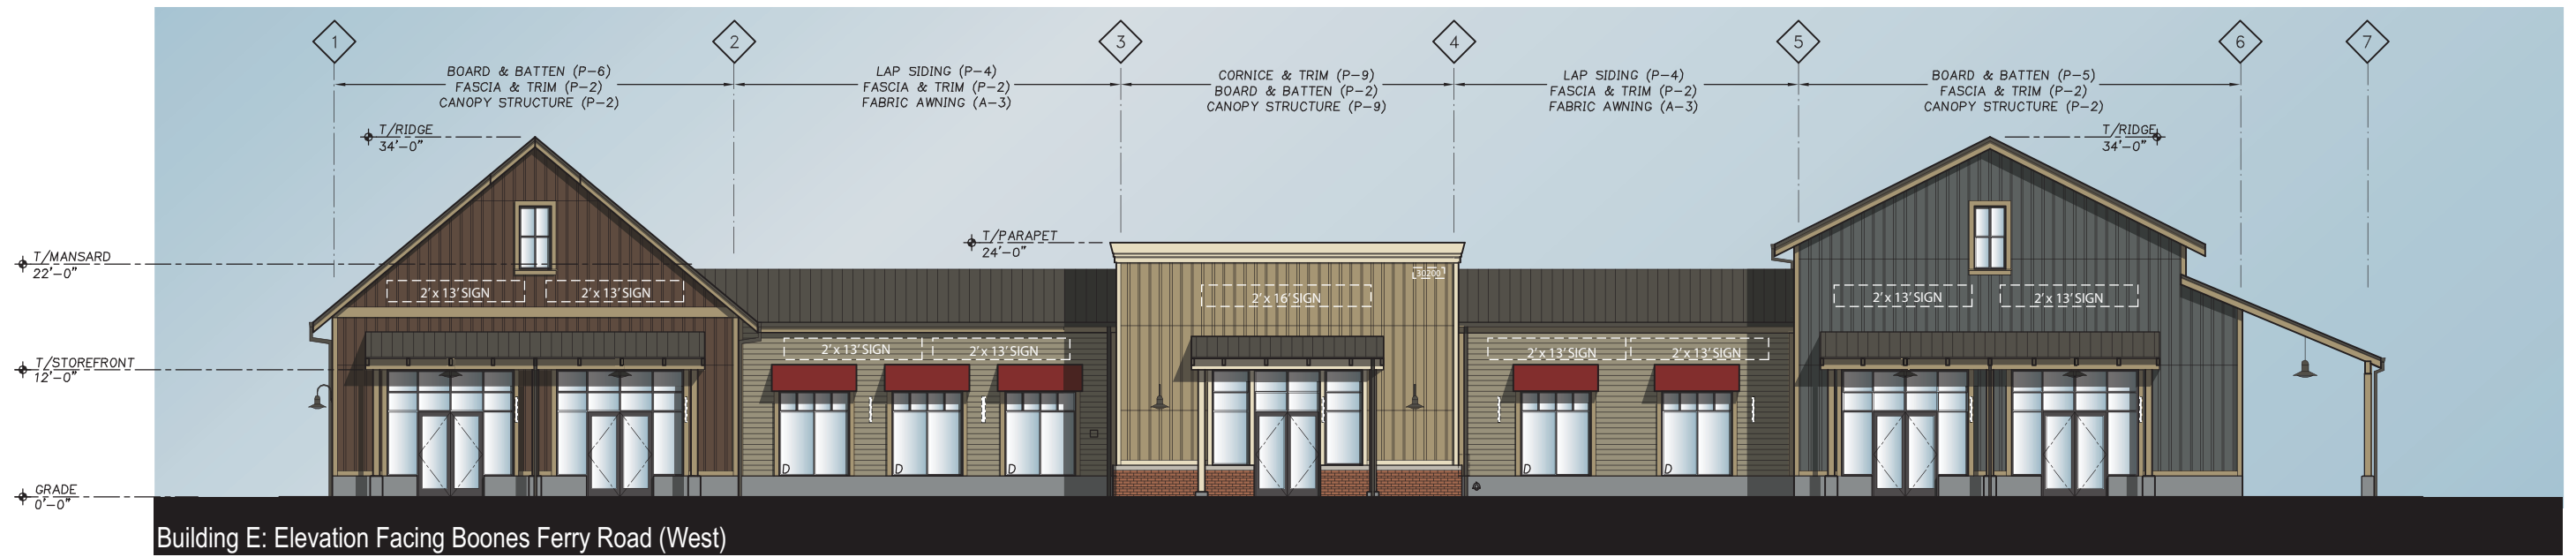 1 2 3 4 5 6 7
BOARD & BATTEN (P-6)
FASCIA & TRIM (P-2)
CANOPY STRUCTURE (P-2)
LAP SIDING (P-4)
FASCIA & TRIM (P-2)
FABRIC AWNING (A-3)
CORNICE & TRIM (P-9)
BOARD & BATTEN (P-2)
CANOPY STRUCTURE (P-9)
LAP SIDING (P-4)
FASCIA & TRIM (P-2)
FABRIC AWNING (A-3)
BOARD & BATTEN (P-5)
FASCIA & TRIM (P-2)
CANOPY STRUCTURE (P-2)
T/RIDGE
34'-0"
T/RIDGE
34'-0"
T/PARAPET
24'-0"
T/MANSARD
22'-0"
30200
2' x 13' SIGN
2' x 13' SIGN
2' x 16' SIGN
2' x 13' SIGN
2' x 13' SIGN
2' x 13' SIGN
2' x 13' SIGN
2' x 13' SIGN
2' x 13' SIGN
T/STOREFRONT
12'-0"
D D D D D
GRADE
0'-0"
Building E: Elevation Facing Boones Ferry Road (West)